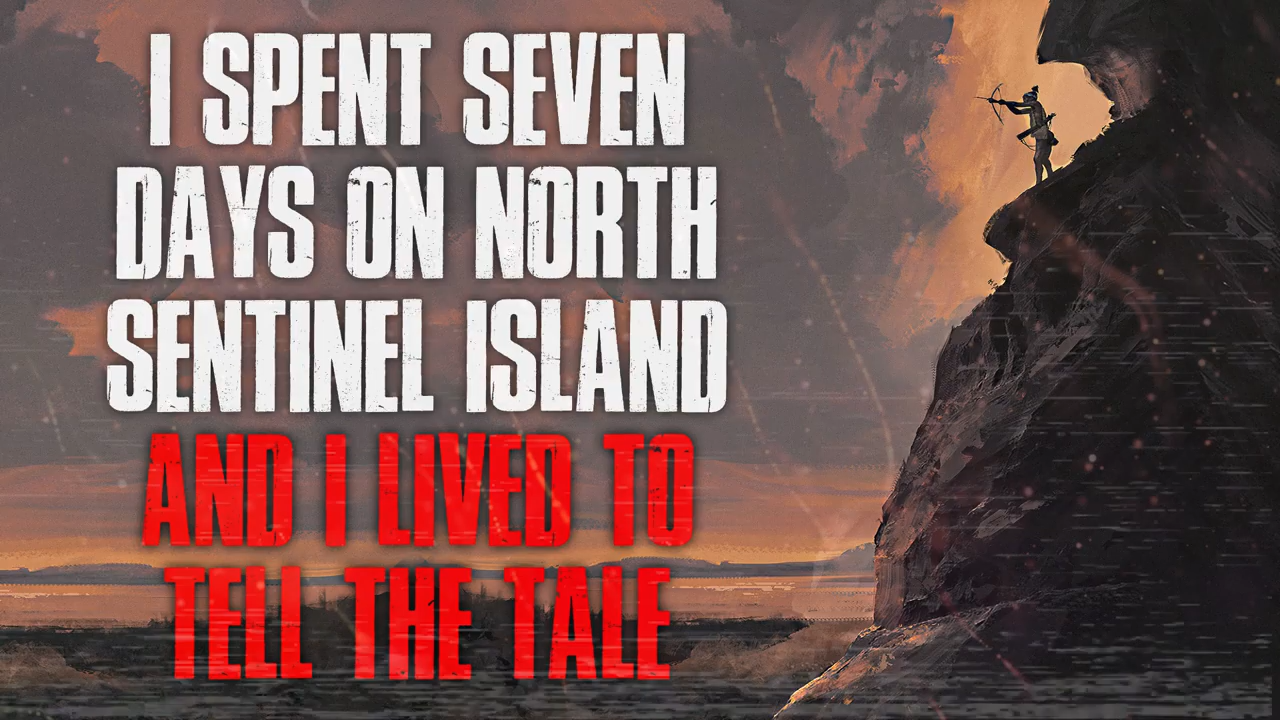 I SPENT SEVEN
DAYS ON NORTH
SENTINEL ISLAND
AND I LIVED TO
TELL THE TALE